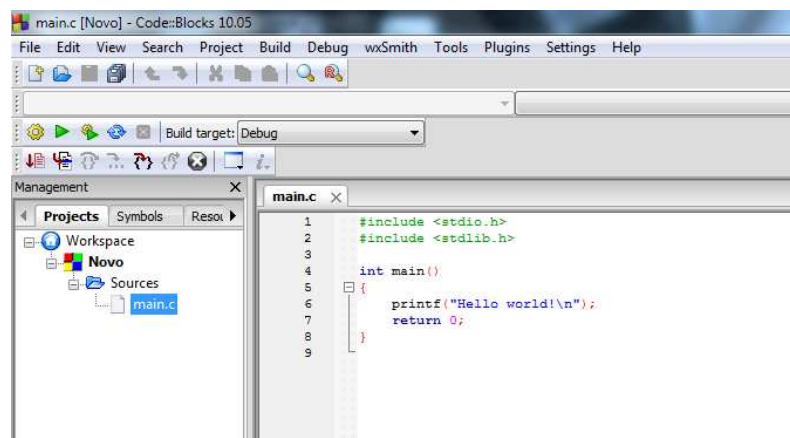 main.c [Novo] - Code::Blocks 10.05
File Edit View Search Project Build Debug wxSmith Tools Plugins Settings Help
Build target: Debug
Management X
Projects Symbols Resou
Workspace
Novo
Sources
main.c
main.c X
1 #include <stdio.h>
2 #include <stdlib.h>
3
4 int main()
5 {
6 printf("Hello world!\n");
7 return 0;
8 }
9